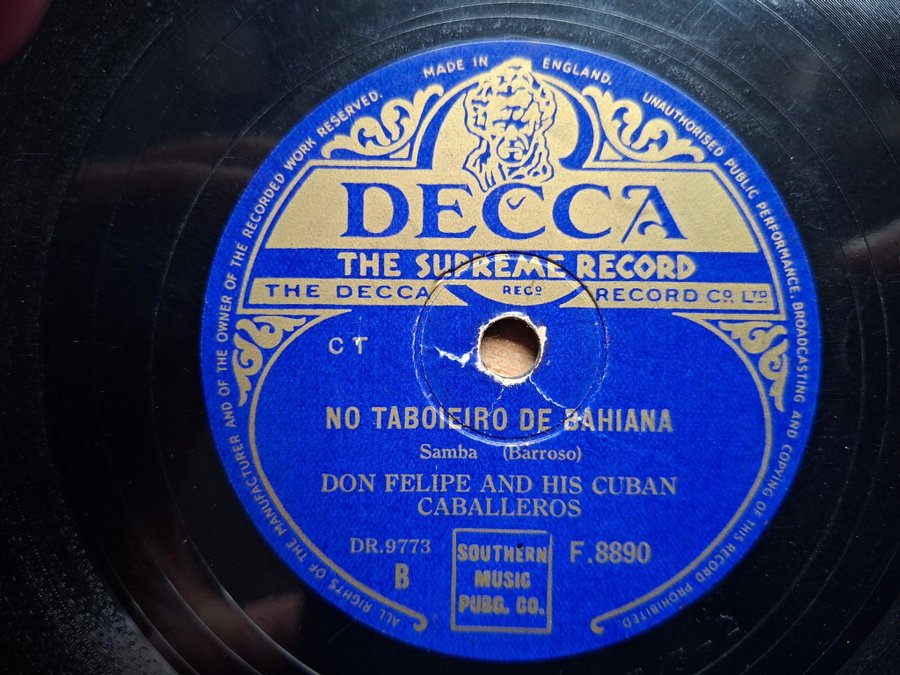 ALL RIGHTS OF THE MANUFACTURER AND OF THE OWNER OF THE RECORDED WORK RESERVED. MADE IN ENGLAND. UNAUTHORISED PUBLIC PERFORMANCE. BROADCASTING AND COPYING OF THIS RECORD PROHIBITED
DECCA
THE SUPREME RECORD
THE DECCA REGD RECORD CO. LTD
CT
NO TABOIEIRO DE BAHIANA
Samba (Barroso)
DON FELIPE AND HIS CUBAN
CABALLEROS
DR.9773
B
SOUTHERN
MUSIC
PUBG. CO.
F.8890